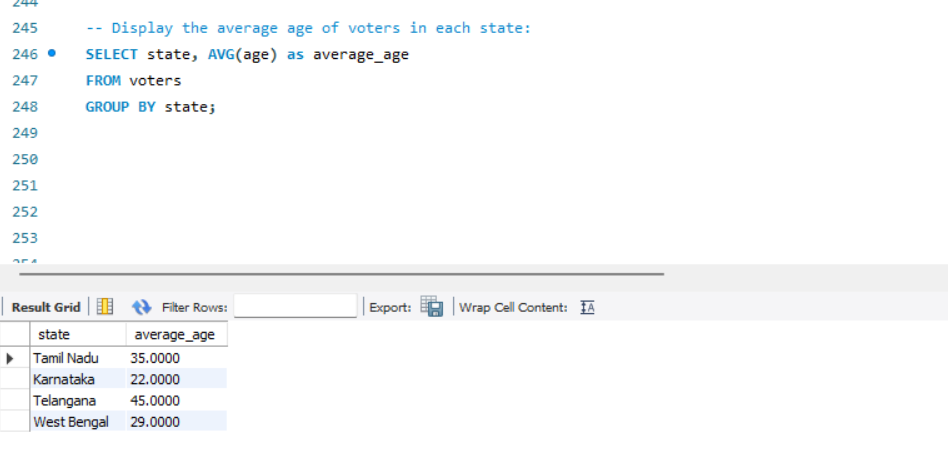 244
245 -- Display the average age of voters in each state:
246 SELECT state, AVG(age) as average_age
247 FROM voters
248 GROUP BY state;
249
250
251
252
253
254
Result Grid Filter Rows: Export: Wrap Cell Content: IA
state average_age
Tamil Nadu 35.0000
Karnataka 22.0000
Telangana 45.0000
West Bengal 29.0000